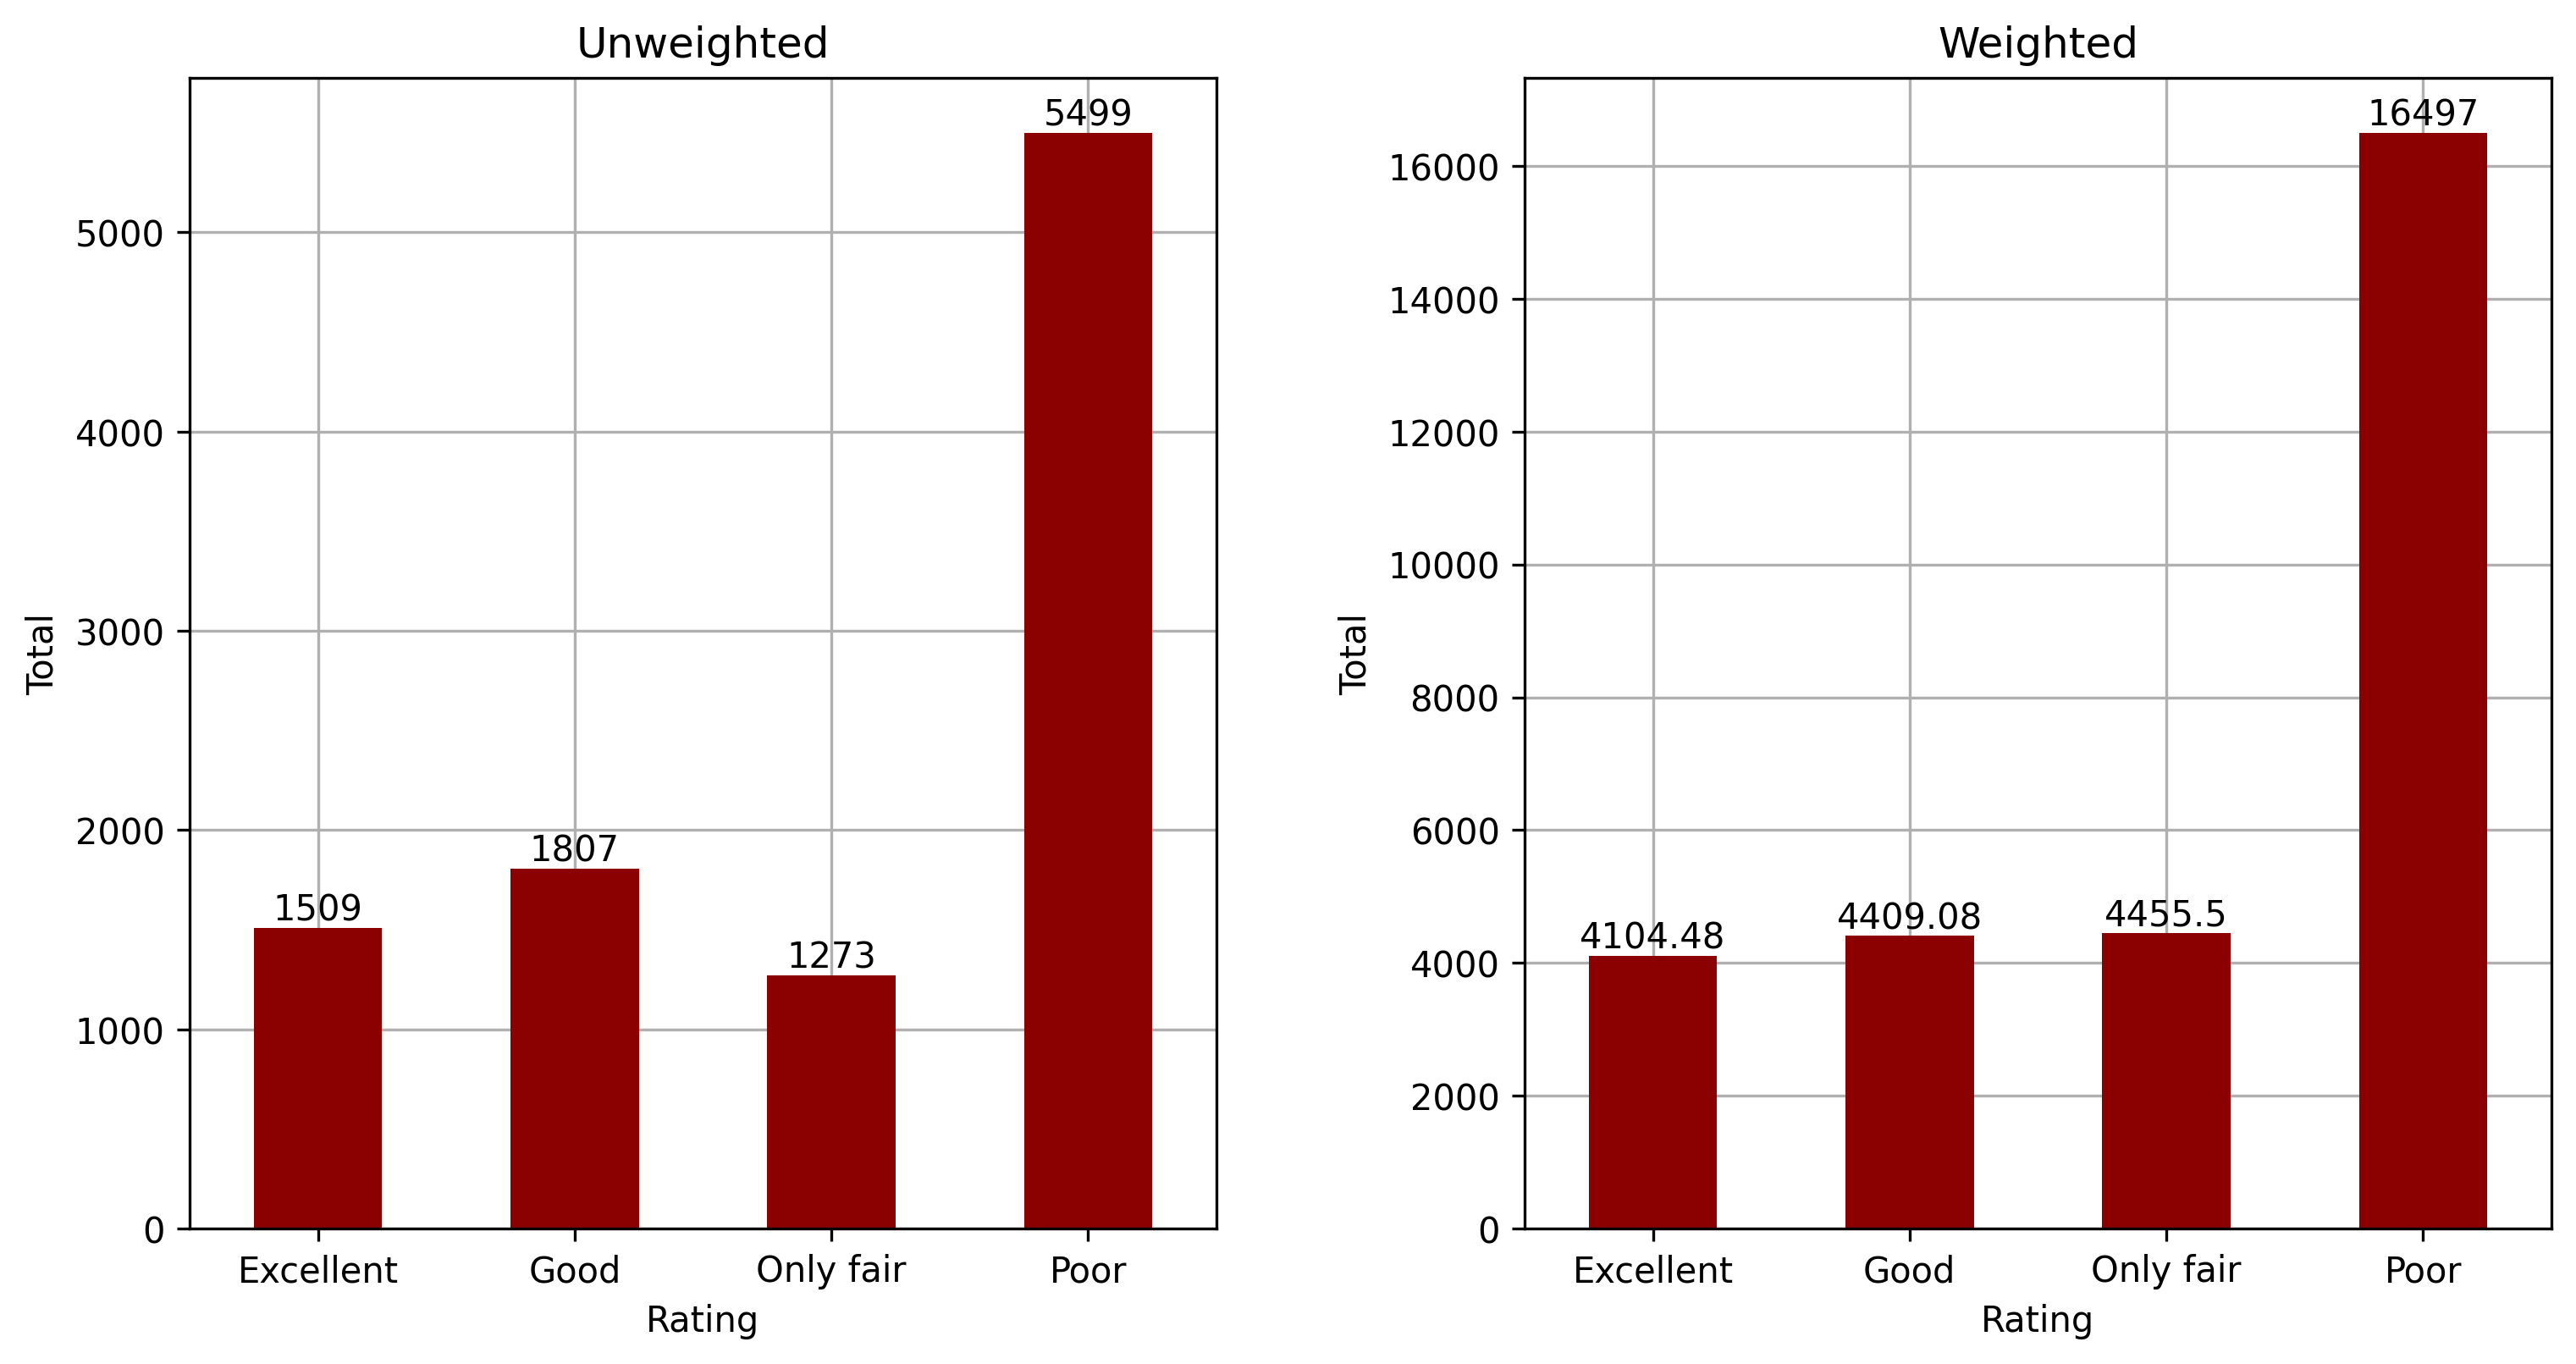 Unweighted
5499
5000
4000
3000
2000
1000
0
Total
1509
1807
1273
Excellent
Good
Only fair
Poor
Rating
Weighted
16497
16000
14000
12000
10000
8000
6000
4000
2000
0
Total
4104.48
4409.08
4455.5
Excellent
Good
Only fair
Poor
Rating